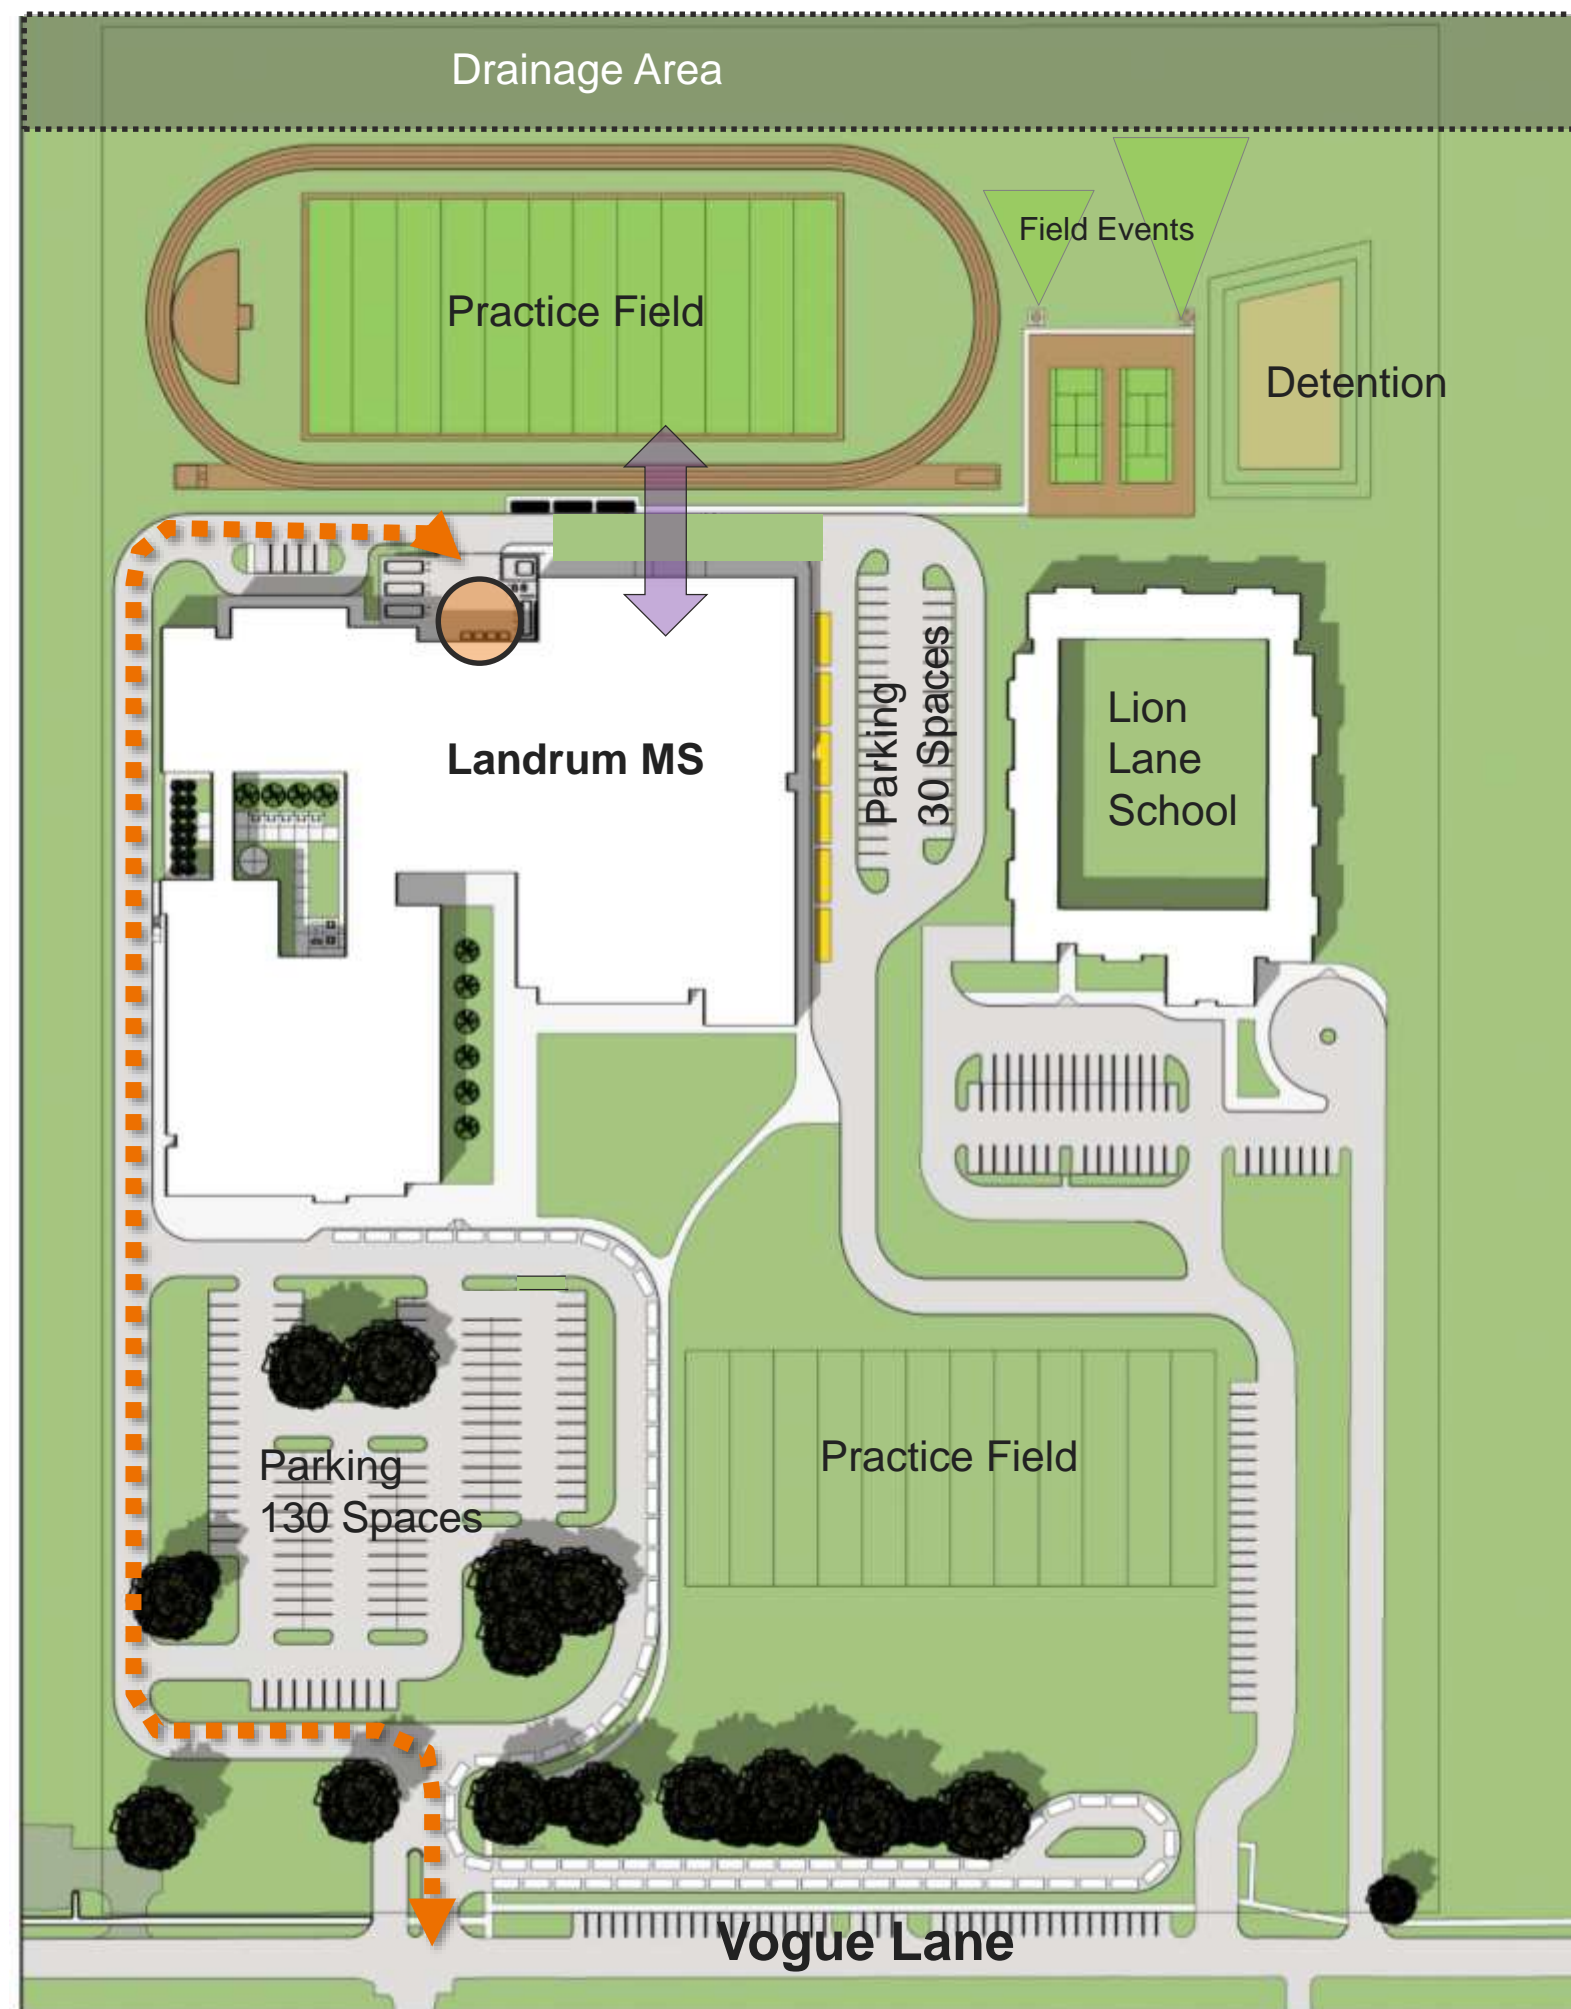 Drainage Area
Field Events
Practice Field
Detention
Parking
30 Spaces
Lion
Lane
School
Landrum MS
Practice Field
Parking
130 Spaces
Vogue Lane